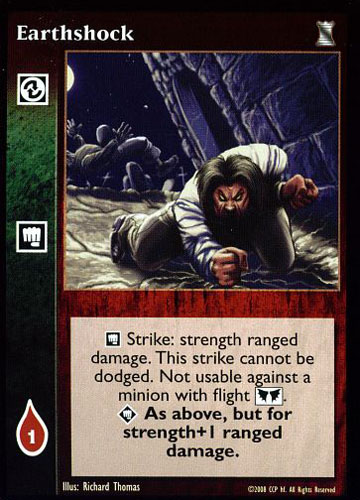 Earthshock
Strike: strength ranged
damage. This strike cannot be
dodged. Not usable against a
minion with flight .
As above, but for
strength+1 ranged
damage.
1
Illus: Richard Thomas ©2008 CCP hf. All Rights Reserved